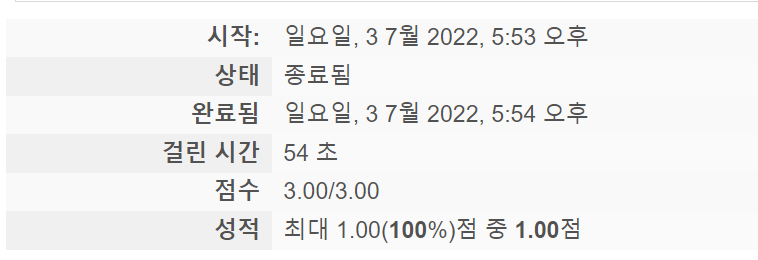 시작: 일요일, 3 7월 2022, 5:53 오후
상태 종료됨
완료됨 일요일, 3 7월 2022, 5:54 오후
걸린 시간 54 초
점수 3.00/3.00
성적 최대 1.00(100%)점 중 1.00점